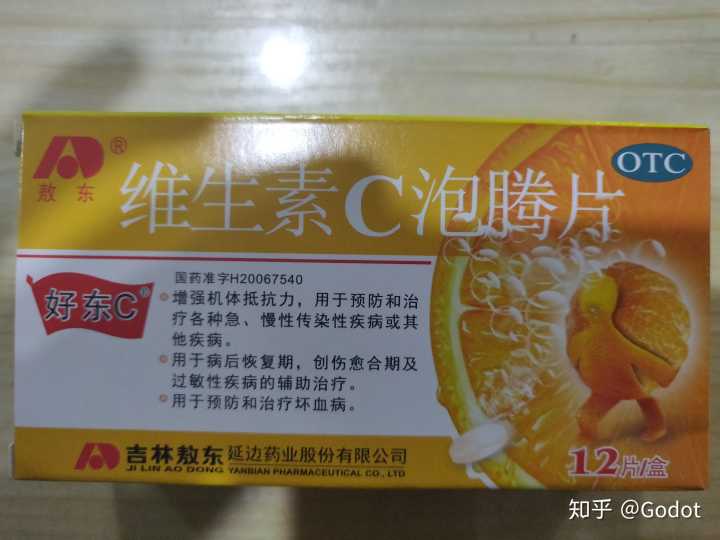 敖东®
维生素C泡腾片
OTC
好东C®
国药准字H20067540
增强机体抵抗力，用于预防和治
疗各种急、慢性传染性疾病或其
他疾病。
用于病后恢复期，创伤愈合期及
过敏性疾病的辅助治疗。
用于预防和治疗坏血病。
吉林敖东延边药业股份有限公司
JI LIN AO DONG YANBIAN PHARMACEUTICAL CO., LTD
12片/盒
知乎 @Godot